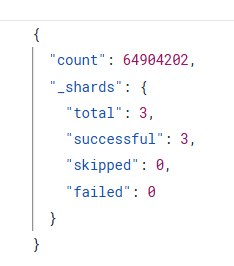 {
"count": 64904202,
"_shards": {
"total": 3,
"successful": 3,
"skipped": 0,
"failed": 0
}
}